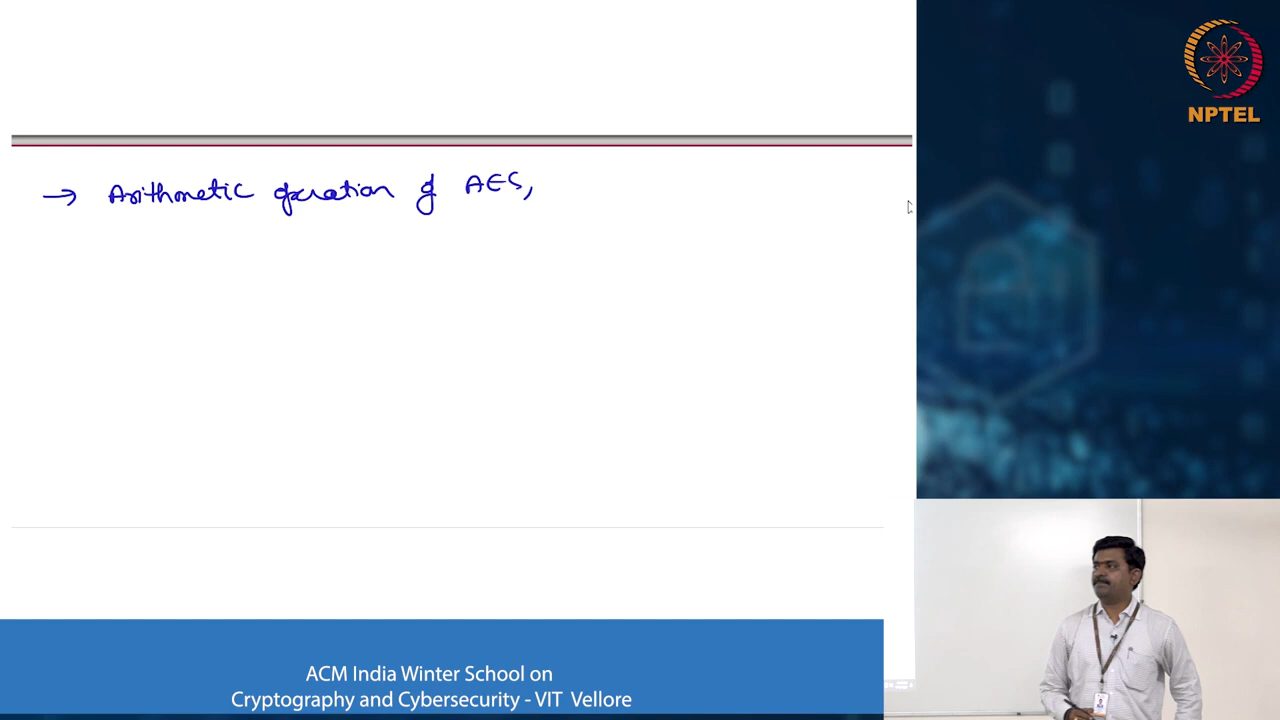 NPTEL
→ Arithmetic operation of AES,
ACM India Winter School on
Cryptography and Cybersecurity - VIT Vellore